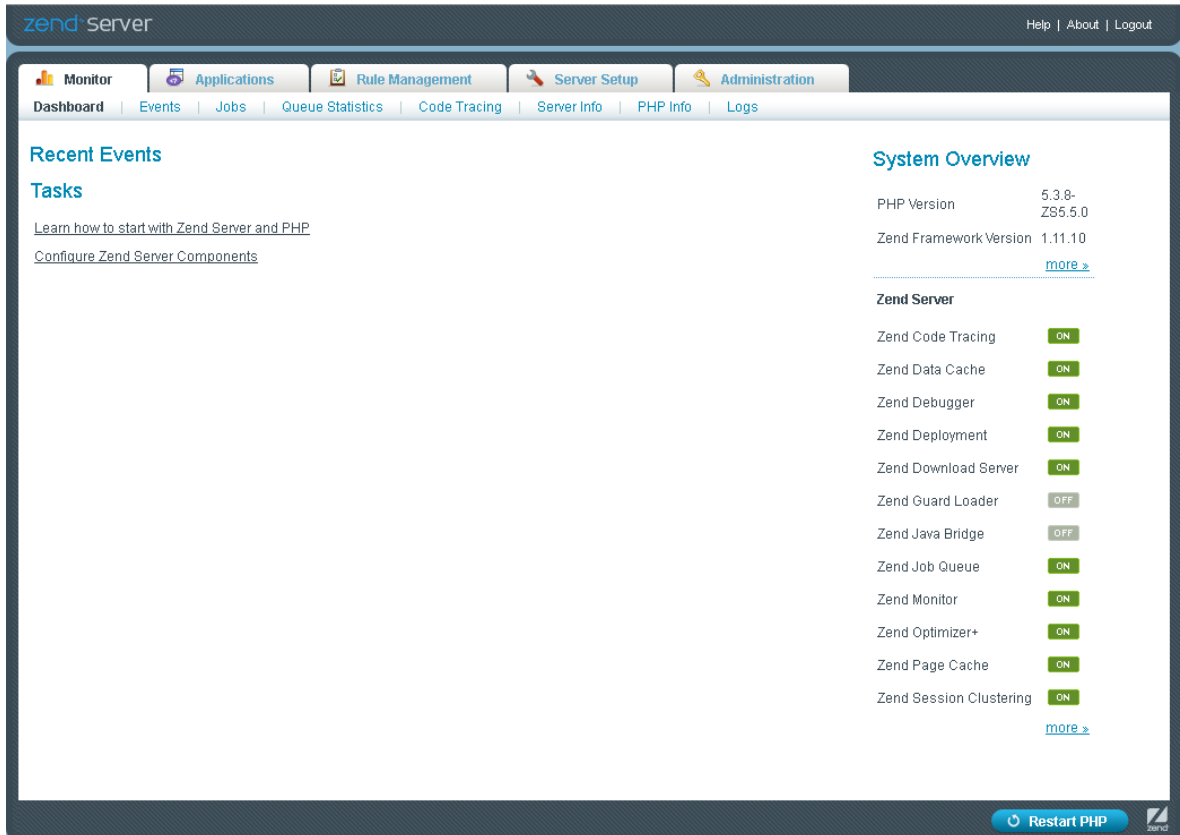 zend server
Help | About | Logout
Monitor
Applications
Rule Management
Server Setup
Administration
Dashboard | Events | Jobs | Queue Statistics | Code Tracing | Server Info | PHP Info | Logs
Recent Events
Tasks
Learn how to start with Zend Server and PHP
Configure Zend Server Components
System Overview
PHP Version 5.3.8-
ZS5.5.0
Zend Framework Version 1.11.10
more »
Zend Server
Zend Code Tracing ON
Zend Data Cache ON
Zend Debugger ON
Zend Deployment ON
Zend Download Server ON
Zend Guard Loader OFF
Zend Java Bridge OFF
Zend Job Queue ON
Zend Monitor ON
Zend Optimizer+ ON
Zend Page Cache ON
Zend Session Clustering ON
more »
Restart PHP
zend